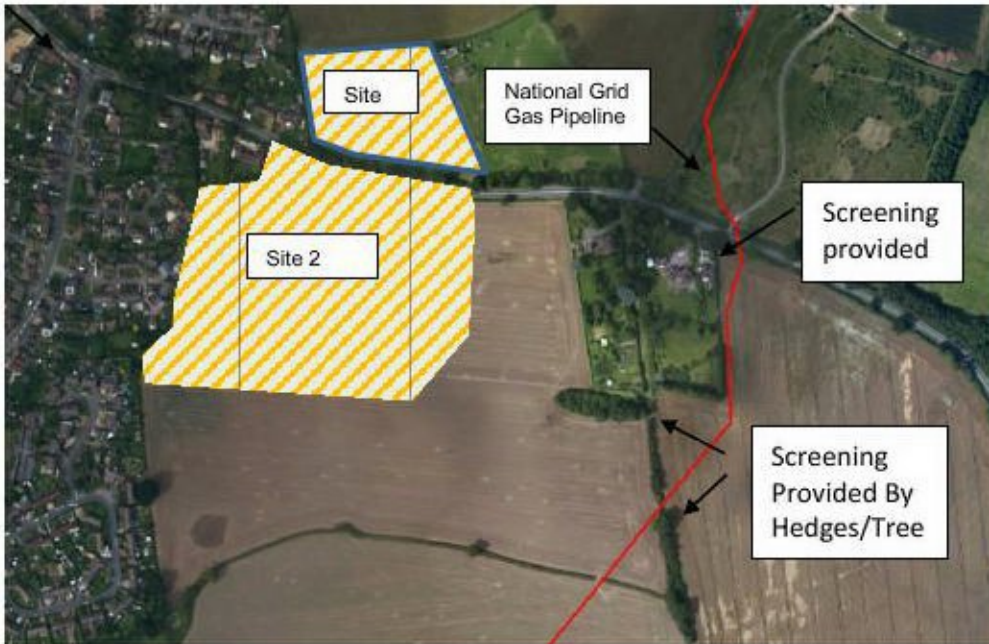 Site
National Grid
Gas Pipeline
Screening
provided
Site 2
Screening
Provided By
Hedges/Tree